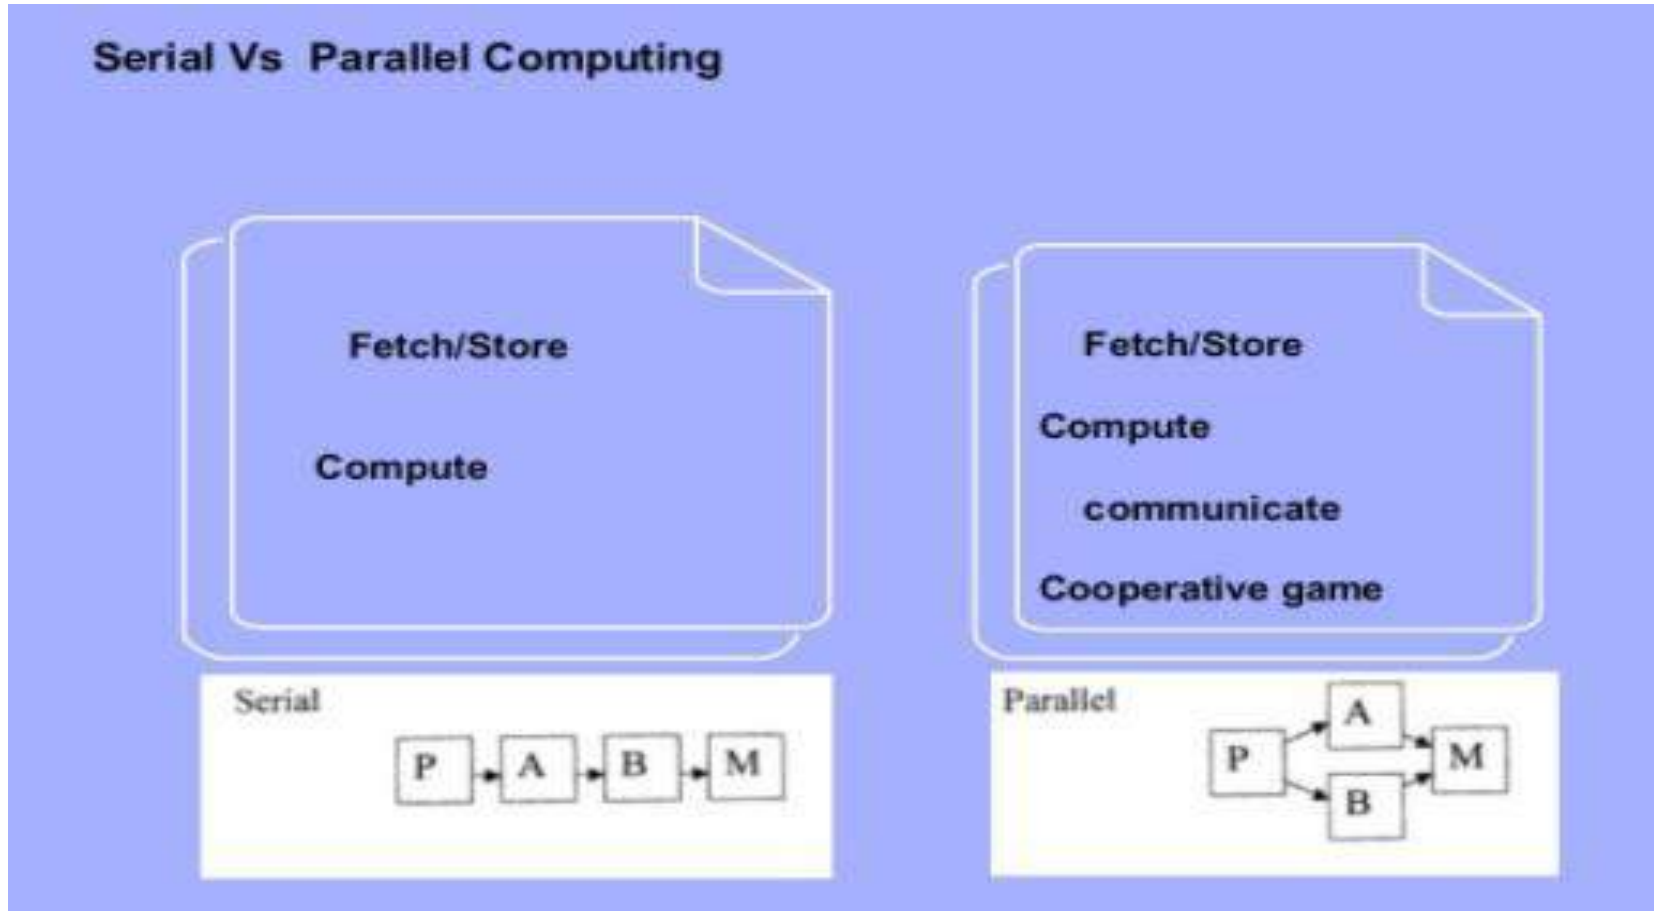 Serial Vs Parallel Computing
Fetch/Store
Compute
Fetch/Store
Compute
communicate
Cooperative game
Serial
P A B M
Parallel
A
P M
B